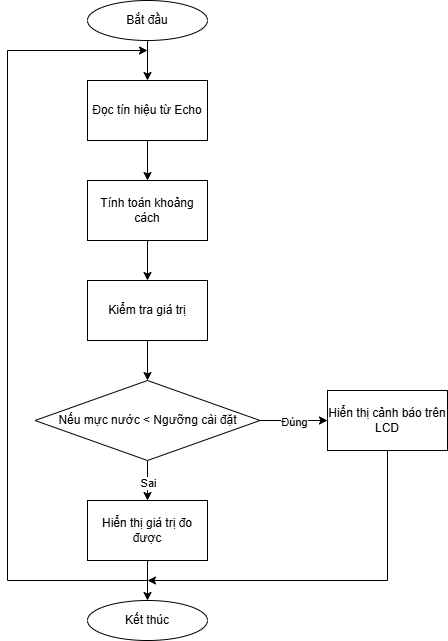 Bắt đầu
Đọc tín hiệu từ Echo
Tính toán khoảng
cách
Kiểm tra giá trị
Nếu mực nước < Ngưỡng cài đặt
Đúng
Hiển thị cảnh báo trên
LCD
Sai
Hiển thị giá trị đo
được
Kết thúc